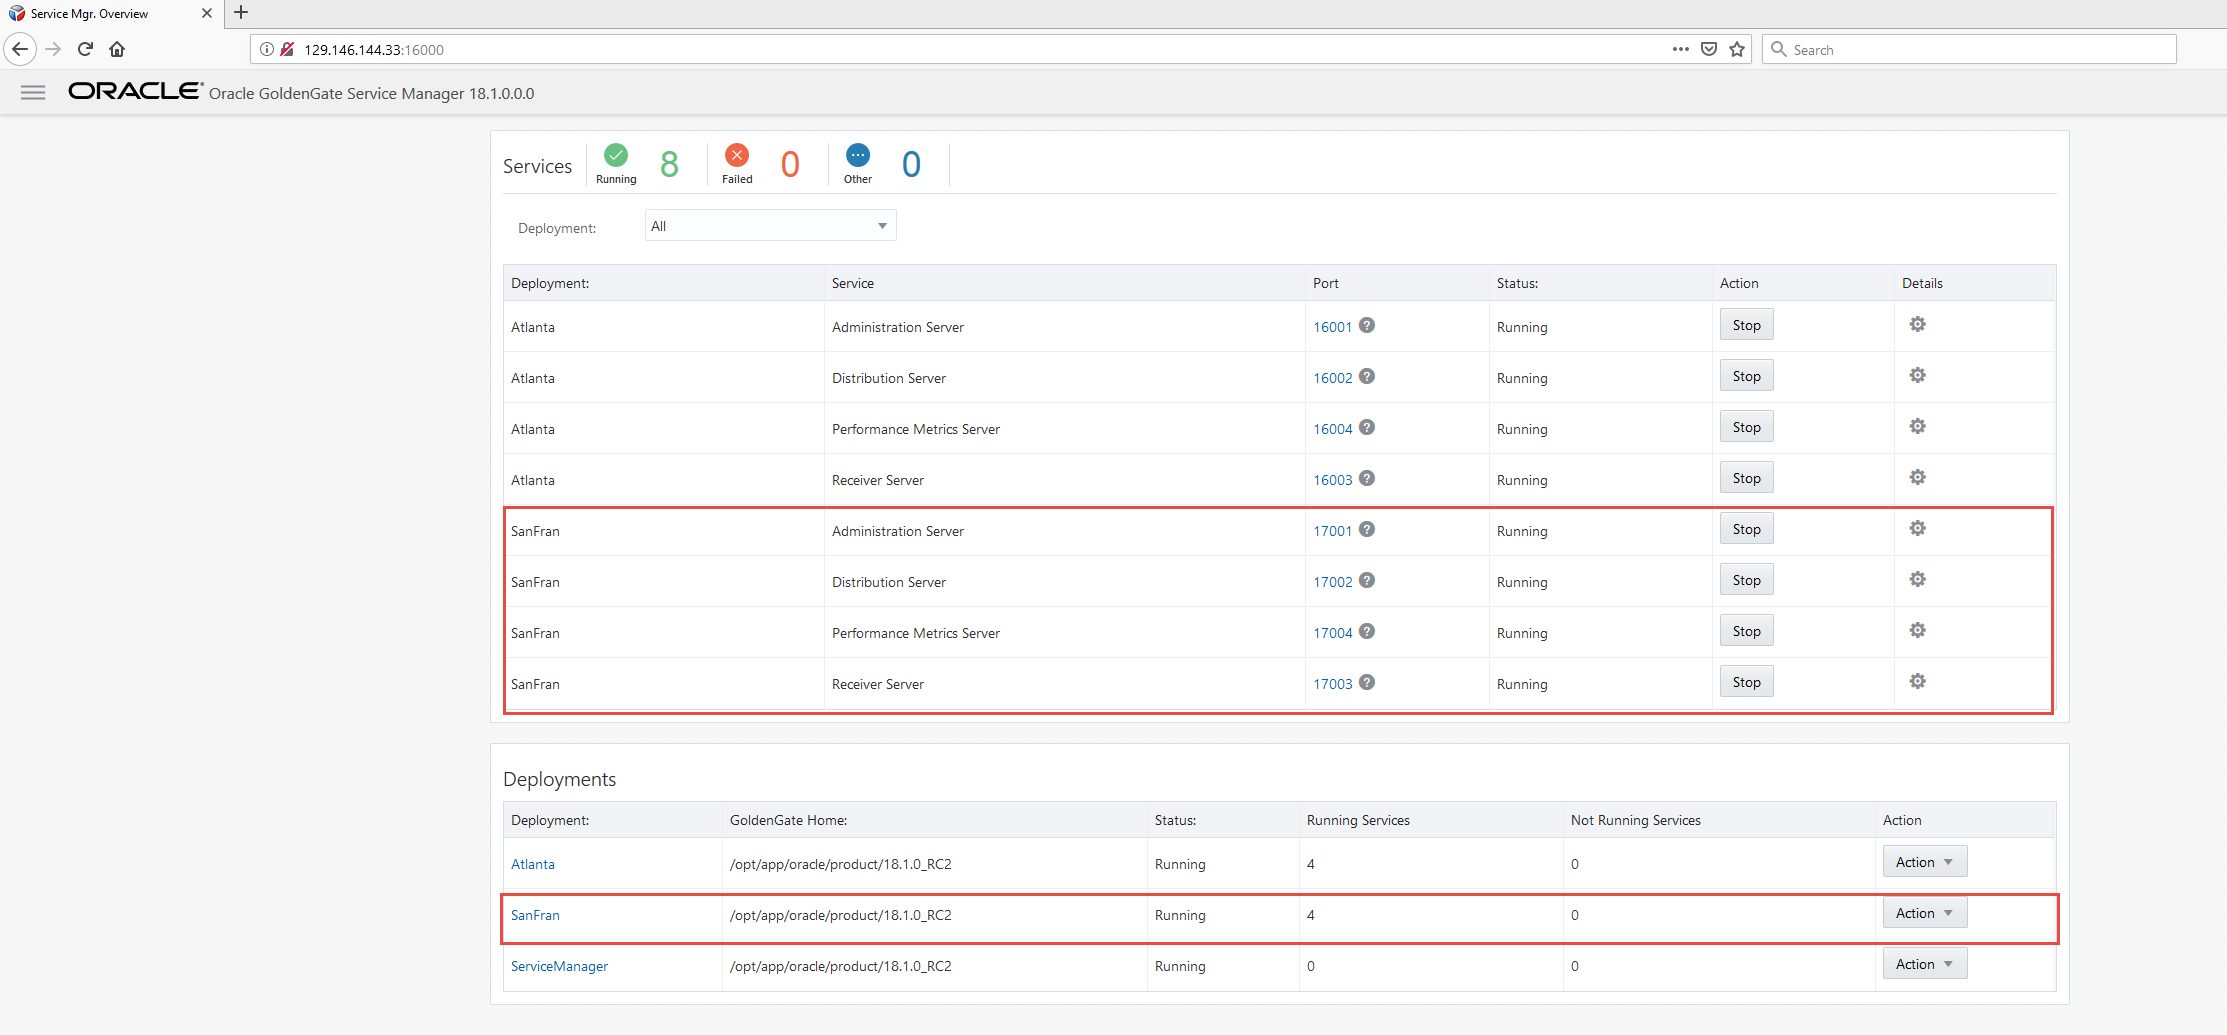 Service Mgr. Overview
129.146.144.33:16000
Search
ORACLE Oracle GoldenGate Service Manager 18.1.0.0.0
Services Running 8 Failed 0 Other 0
Deployment: All
Deployment: Service Port Status: Action Details
Atlanta Administration Server 16001 Running Stop
Atlanta Distribution Server 16002 Running Stop
Atlanta Performance Metrics Server 16004 Running Stop
Atlanta Receiver Server 16003 Running Stop
SanFran Administration Server 17001 Running Stop
SanFran Distribution Server 17002 Running Stop
SanFran Performance Metrics Server 17004 Running Stop
SanFran Receiver Server 17003 Running Stop
Deployments
Deployment: GoldenGate Home: Status: Running Services Not Running Services Action
Atlanta /opt/app/oracle/product/18.1.0_RC2 Running 4 0 Action
SanFran /opt/app/oracle/product/18.1.0_RC2 Running 4 0 Action
ServiceManager /opt/app/oracle/product/18.1.0_RC2 Running 0 0 Action